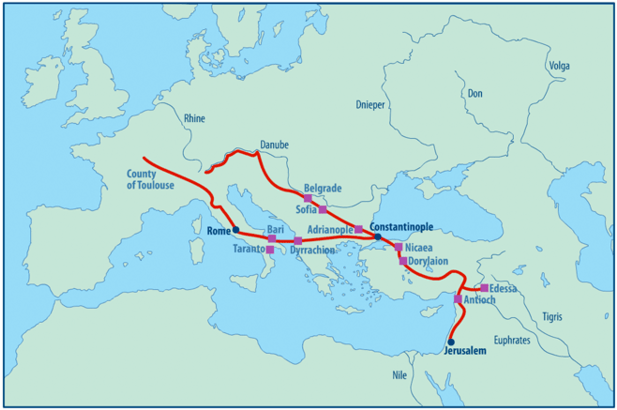 Volga
Don
Dnieper
Rhine
Danube
County
of Toulouse
Belgrade
Sofia
Adrianople
Constantinople
Rome
Bari
Taranto
Dyrrachion
Nicaea
Dorylaion
Edessa
Antioch
Tigris
Euphrates
Jerusalem
Nile